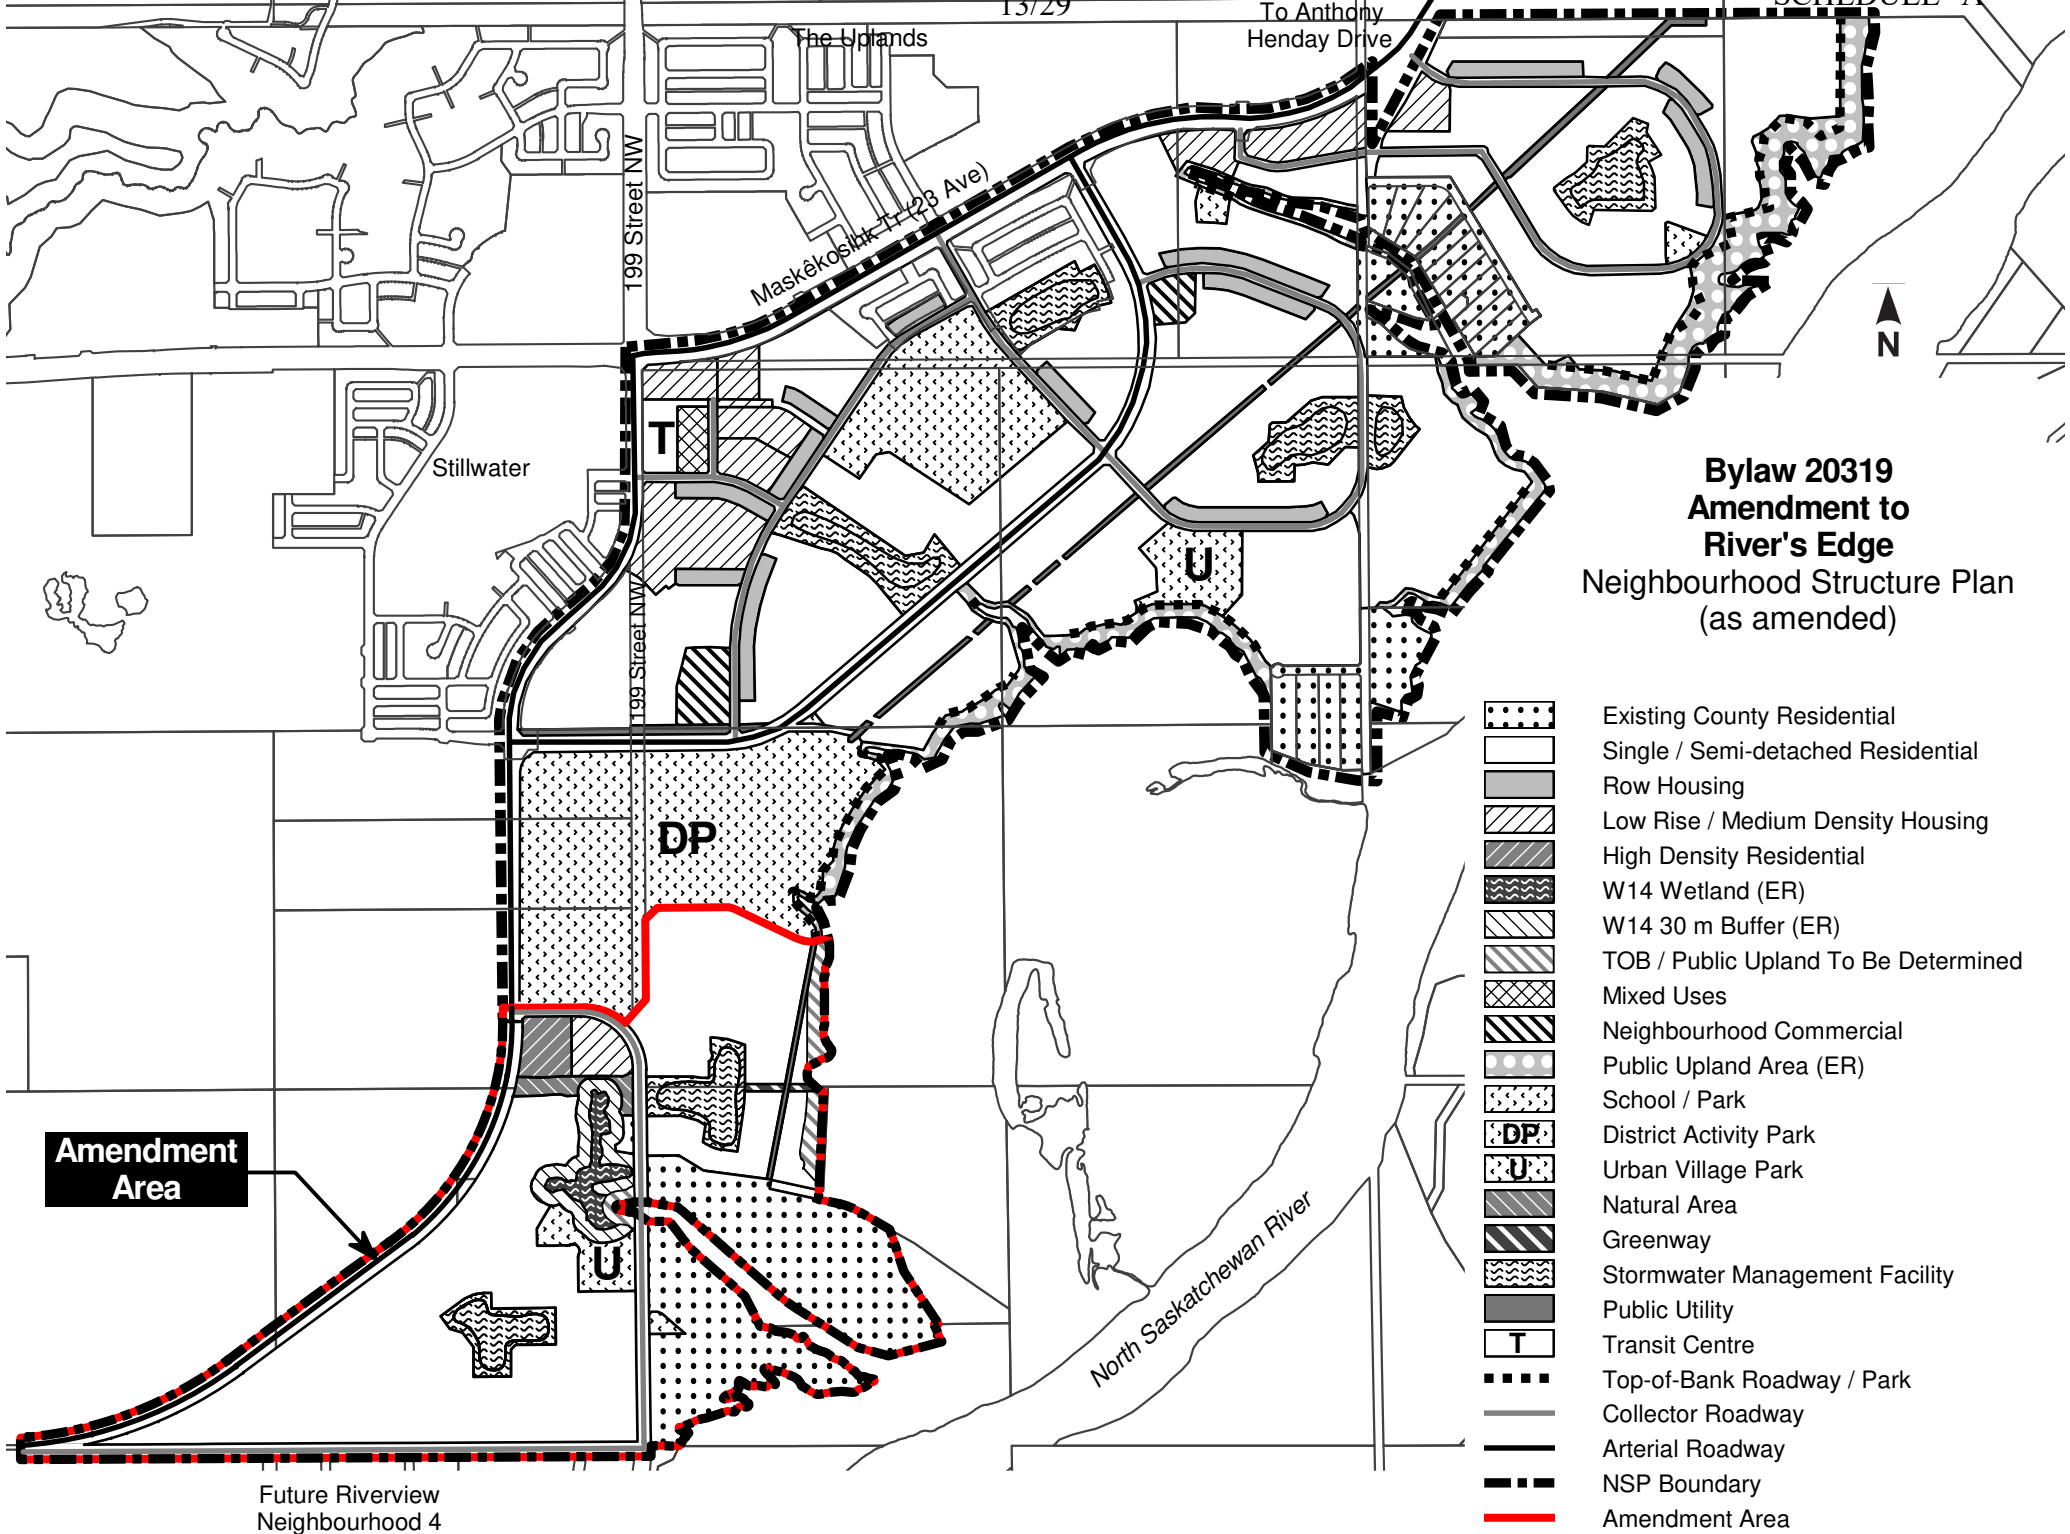 13/29
SCHEDULE "A"
To Anthony
Henday Drive
The Uplands
199 Street NW
Maskêkosihk Tr (23 Ave)
N
T
Stillwater
Bylaw 20319
Amendment to
River's Edge
Neighbourhood Structure Plan
(as amended)
U
199 Street NW
DP
Amendment
Area
U
North Saskatchewan River
Future Riverview
Neighbourhood 4
Existing County Residential
Single / Semi-detached Residential
Row Housing
Low Rise / Medium Density Housing
High Density Residential
W14 Wetland (ER)
W14 30 m Buffer (ER)
TOB / Public Upland To Be Determined
Mixed Uses
Neighbourhood Commercial
Public Upland Area (ER)
School / Park
DP District Activity Park
U Urban Village Park
Natural Area
Greenway
Stormwater Management Facility
Public Utility
T Transit Centre
Top-of-Bank Roadway / Park
Collector Roadway
Arterial Roadway
NSP Boundary
Amendment Area